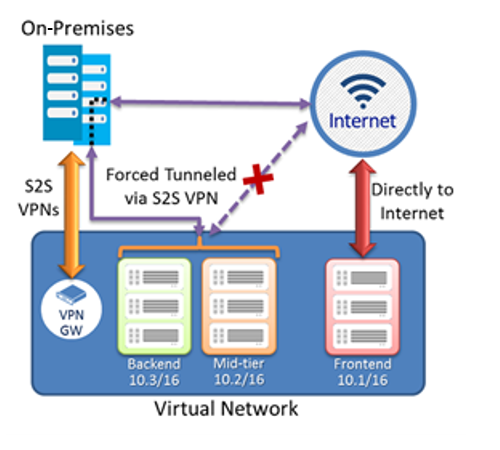 On-Premises
Internet
Forced Tunneled
via S2S VPN
S2S
VPNs
Directly to
Internet
VPN
GW
Backend
10.3/16
Mid-tier
10.2/16
Frontend
10.1/16
Virtual Network